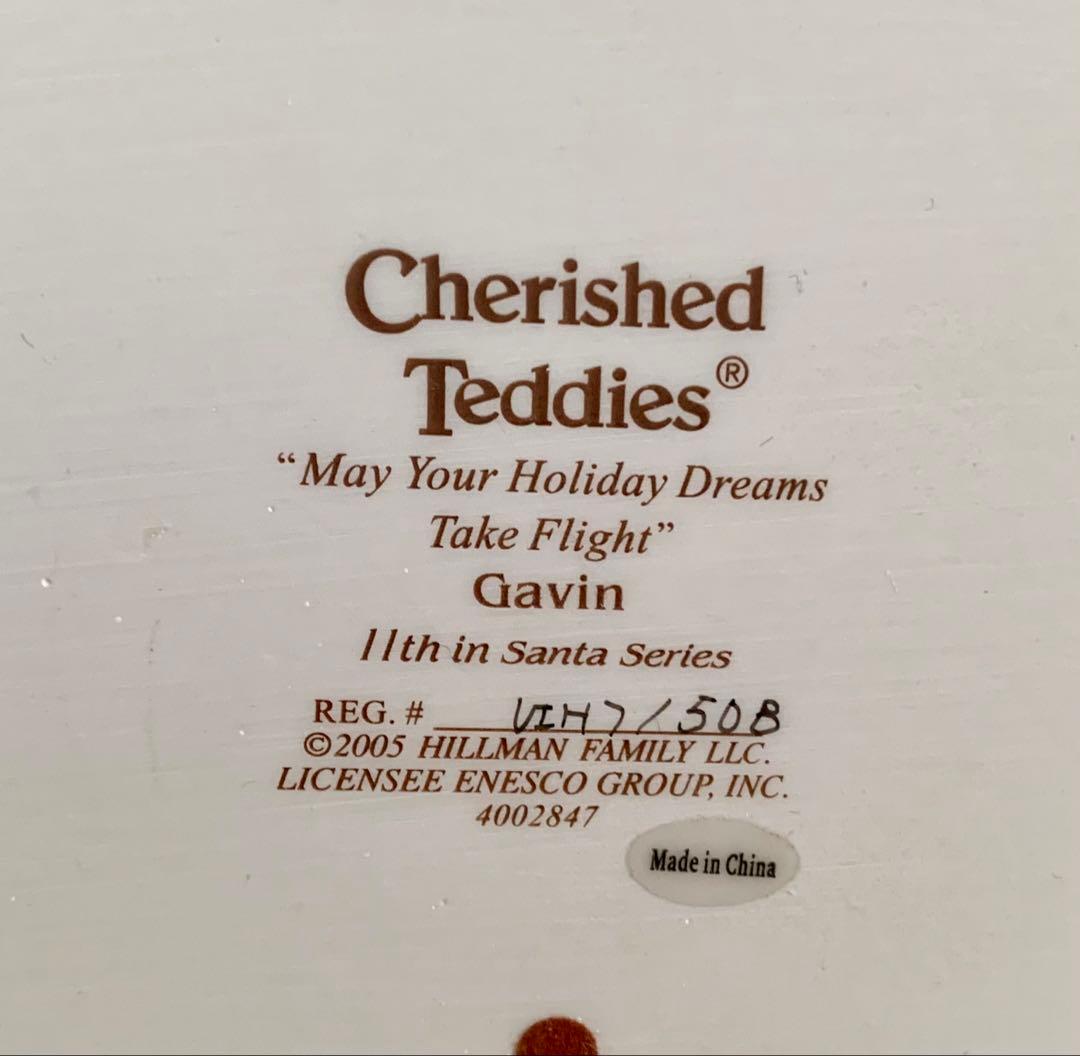 Cherished
Teddies®
“May Your Holiday Dreams
Take Flight”
Gavin
11th in Santa Series
REG. # VIH7/508
©2005 HILLMAN FAMILY LLC.
LICENSEE ENESCO GROUP, INC.
4002847
Made in China